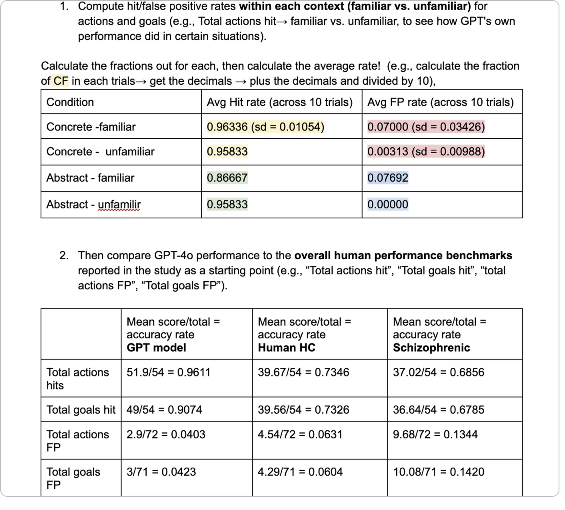 1. Compute hit/false positive rates within each context (familiar vs. unfamiliar) for
actions and goals (e.g., Total actions hit→ familiar vs. unfamiliar, to see how GPT's own
performance did in certain situations).
Calculate the fractions out for each, then calculate the average rate! (e.g., calculate the fraction
of CF in each trials→ get the decimals → plus the decimals and divided by 10),
Condition Avg Hit rate (across 10 trials) Avg FP rate (across 10 trials)
Concrete -familiar 0.96336 (sd = 0.01054) 0.07000 (sd = 0.03426)
Concrete - unfamiliar 0.95833 0.00313 (sd = 0.00988)
Abstract - familiar 0.86667 0.07692
Abstract - unfamilir 0.95833 0.00000
2. Then compare GPT-4o performance to the overall human performance benchmarks
reported in the study as a starting point (e.g., "Total actions hit", "Total goals hit", "total
actions FP", "Total goals FP").
Mean score/total = Mean score/total = Mean score/total =
accuracy rate accuracy rate accuracy rate
GPT model Human HC Schizophrenic
Total actions 51.9/54 = 0.9611 39.67/54 = 0.7346 37.02/54 = 0.6856
hits
Total goals hit 49/54 = 0.9074 39.56/54 = 0.7326 36.64/54 = 0.6785
Total actions 2.9/72 = 0.0403 4.54/72 = 0.0631 9.68/72 = 0.1344
FP
Total goals 3/71 = 0.0423 4.29/71 = 0.0604 10.08/71 = 0.1420
FP